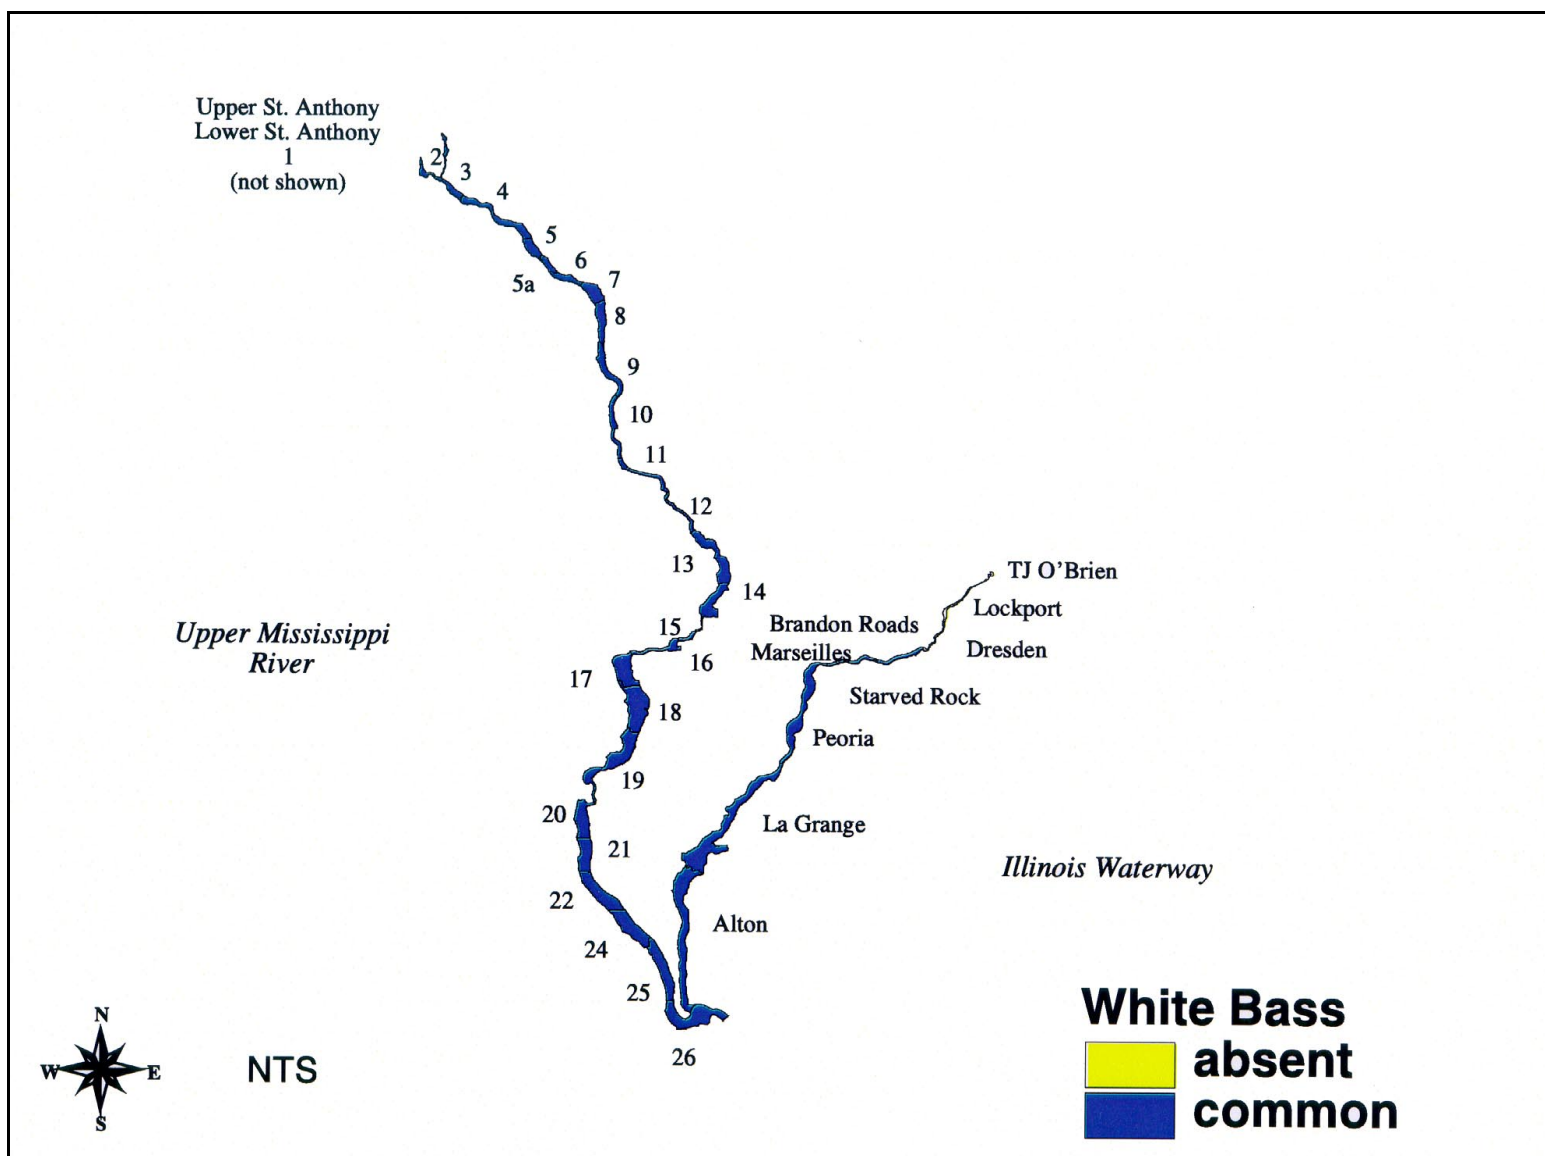 Upper St. Anthony
Lower St. Anthony
1
(not shown)
2
3
4
5
6
5a
7
8
9
10
11
12
13
14
TJ O'Brien
Lockport
Brandon Roads
15
Upper Mississippi
River
Marseilles
Dresden
16
17
Starved Rock
18
Peoria
19
20
La Grange
21
Illinois Waterway
22
Alton
24
25
26
White Bass
absent
common
N
W
E
S
NTS